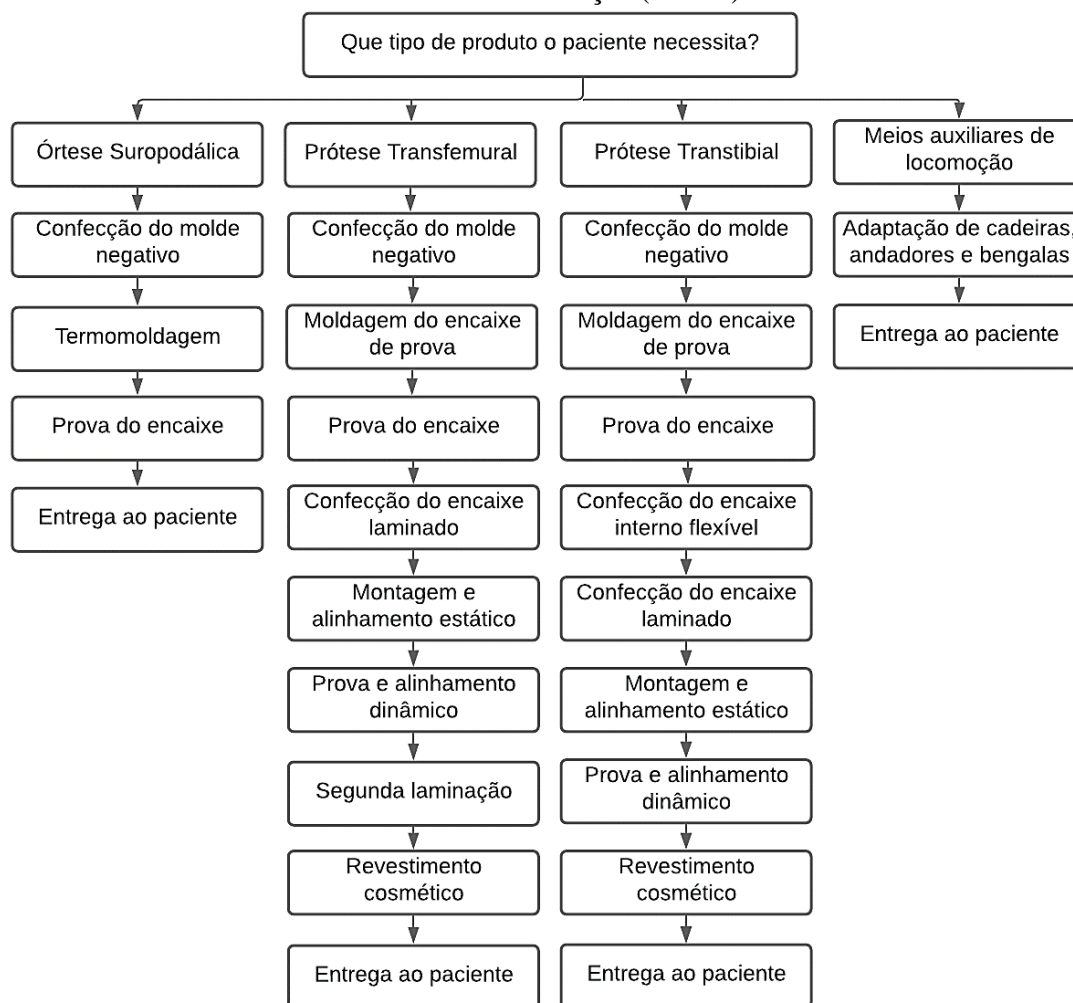 Que tipo de produto o paciente necessita?
Órtese Suropodálica
Confecção do molde
negativo
Termomoldagem
Prova do encaixe
Entrega ao paciente
Prótese Transfemural
Confecção do molde
negativo
Moldagem do encaixe
de prova
Prova do encaixe
Confecção do encaixe
laminado
Montagem e
alinhamento estático
Prova e alinhamento
dinâmico
Segunda laminação
Revestimento
cosmético
Entrega ao paciente
Prótese Transtibial
Confecção do molde
negativo
Moldagem do encaixe
de prova
Prova do encaixe
Confecção do encaixe
interno flexível
Confecção do encaixe
laminado
Montagem e
alinhamento estático
Prova e alinhamento
dinâmico
Revestimento
cosmético
Entrega ao paciente
Meios auxiliares de
locomoção
Adaptação de cadeiras,
andadores e bengalas
Entrega ao paciente